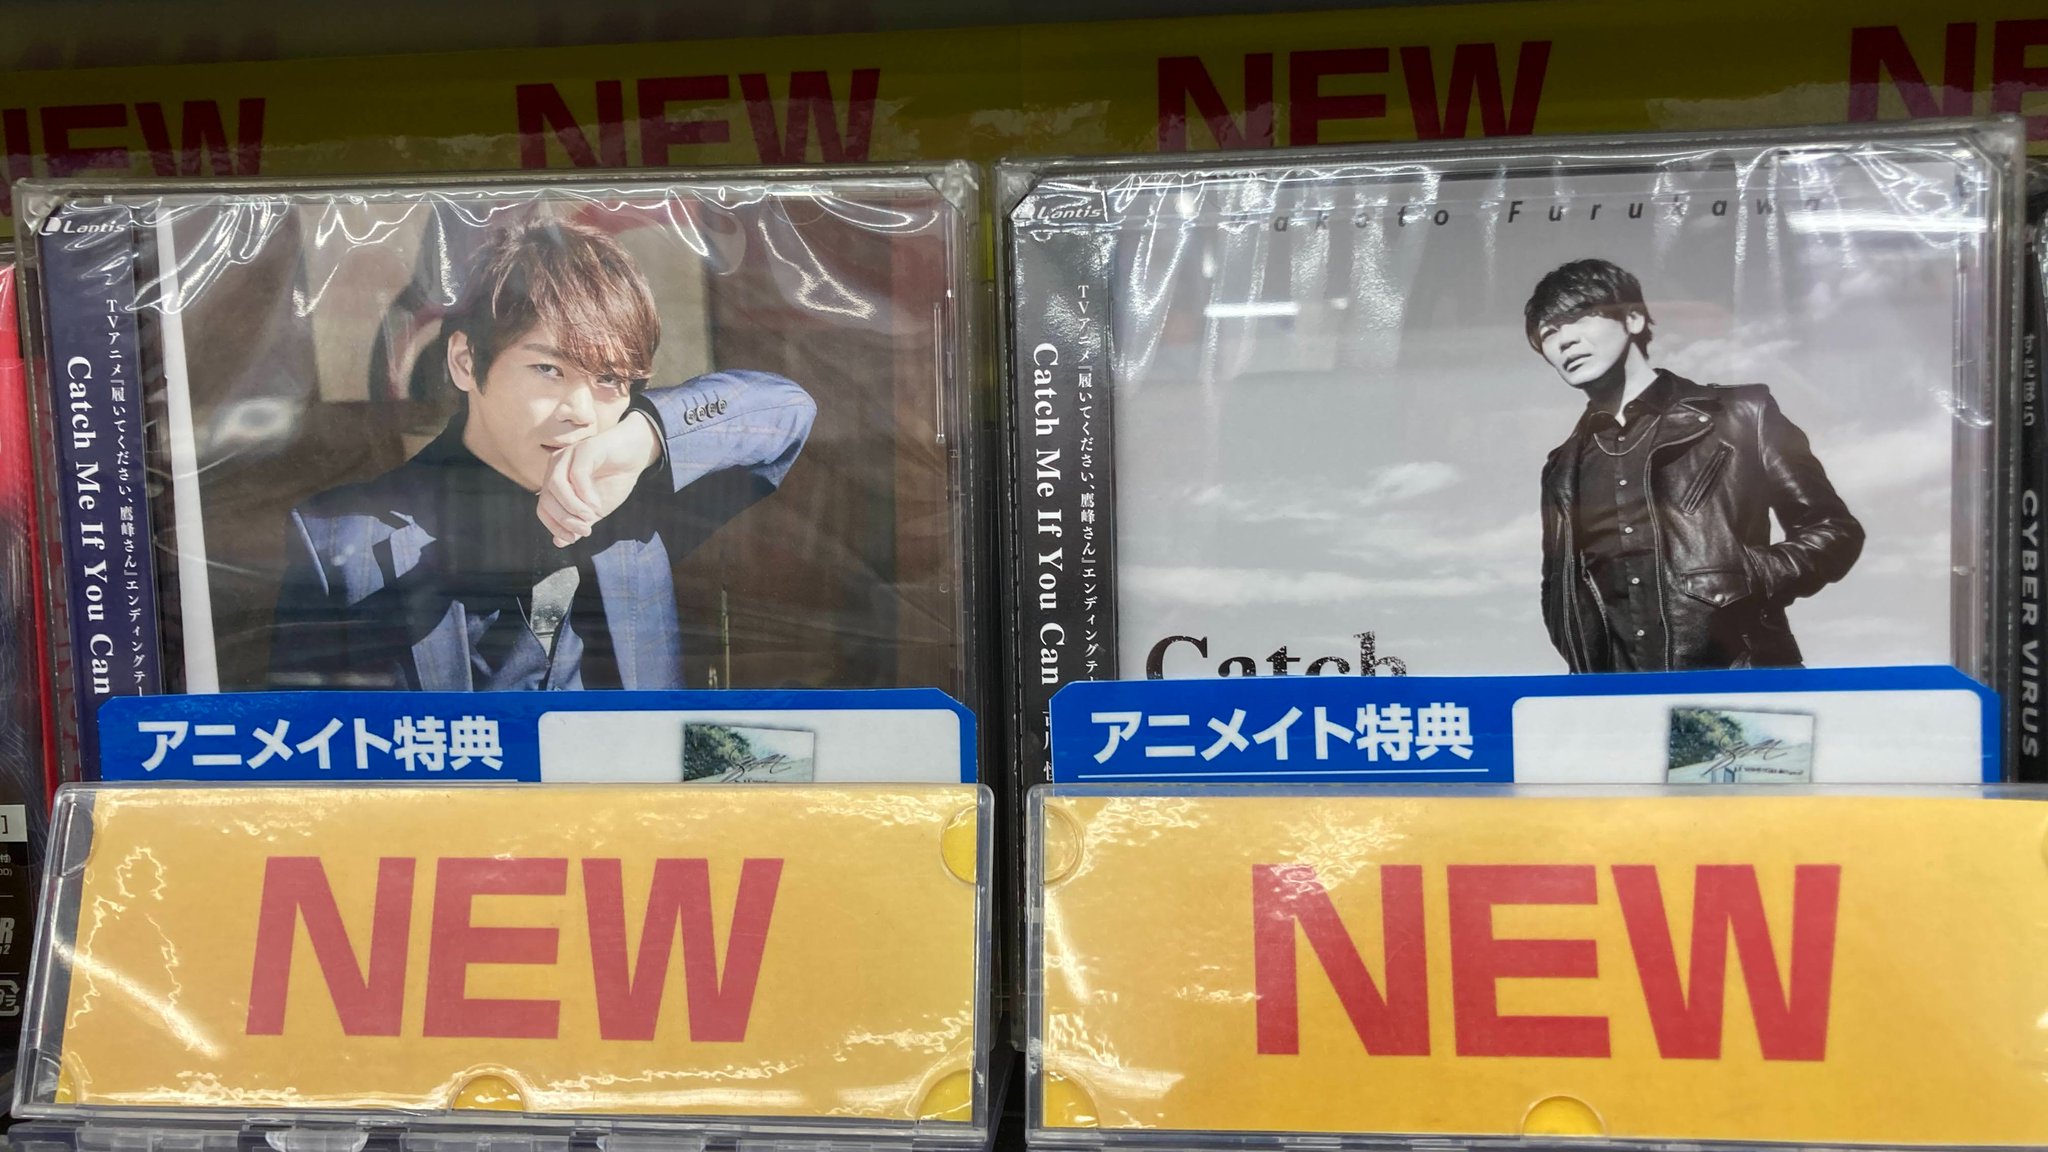 NEW
NEW
NEW
NE
Lantis
TVアニメ『履いてください、鷹峰さん』エンディングテー
Catch Me If You Can
アニメイト特典
NEW
Lantis
Makoto Furukawa
TVアニメ『履いてください、鷹峰さん』エンディングテ
Catch Me If You Can
Catch
アニメイト特典
NEW
CYBER VIRUS